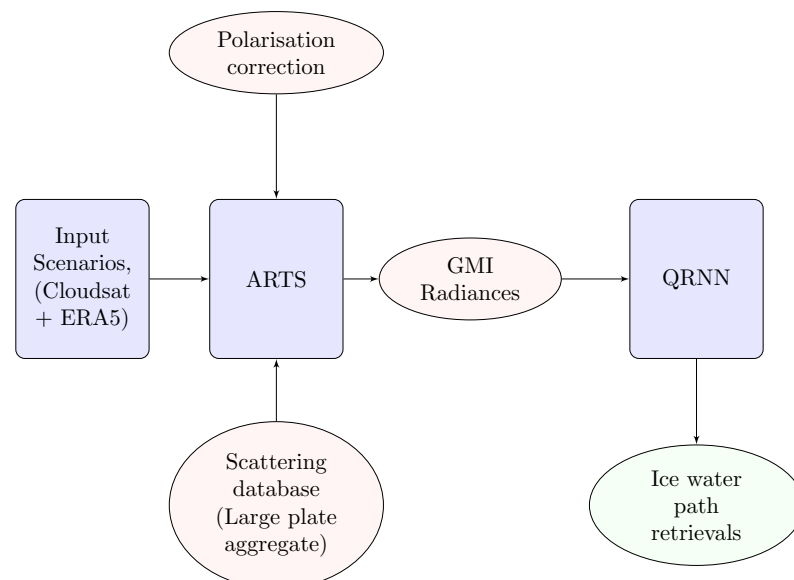 Polarisation
correction
Input
Scenarios,
(Cloudsat
+ ERA5)
ARTS
GMI
Radiances
QRNN
Scattering
database
(Large plate
aggregate)
Ice water
path
retrievals